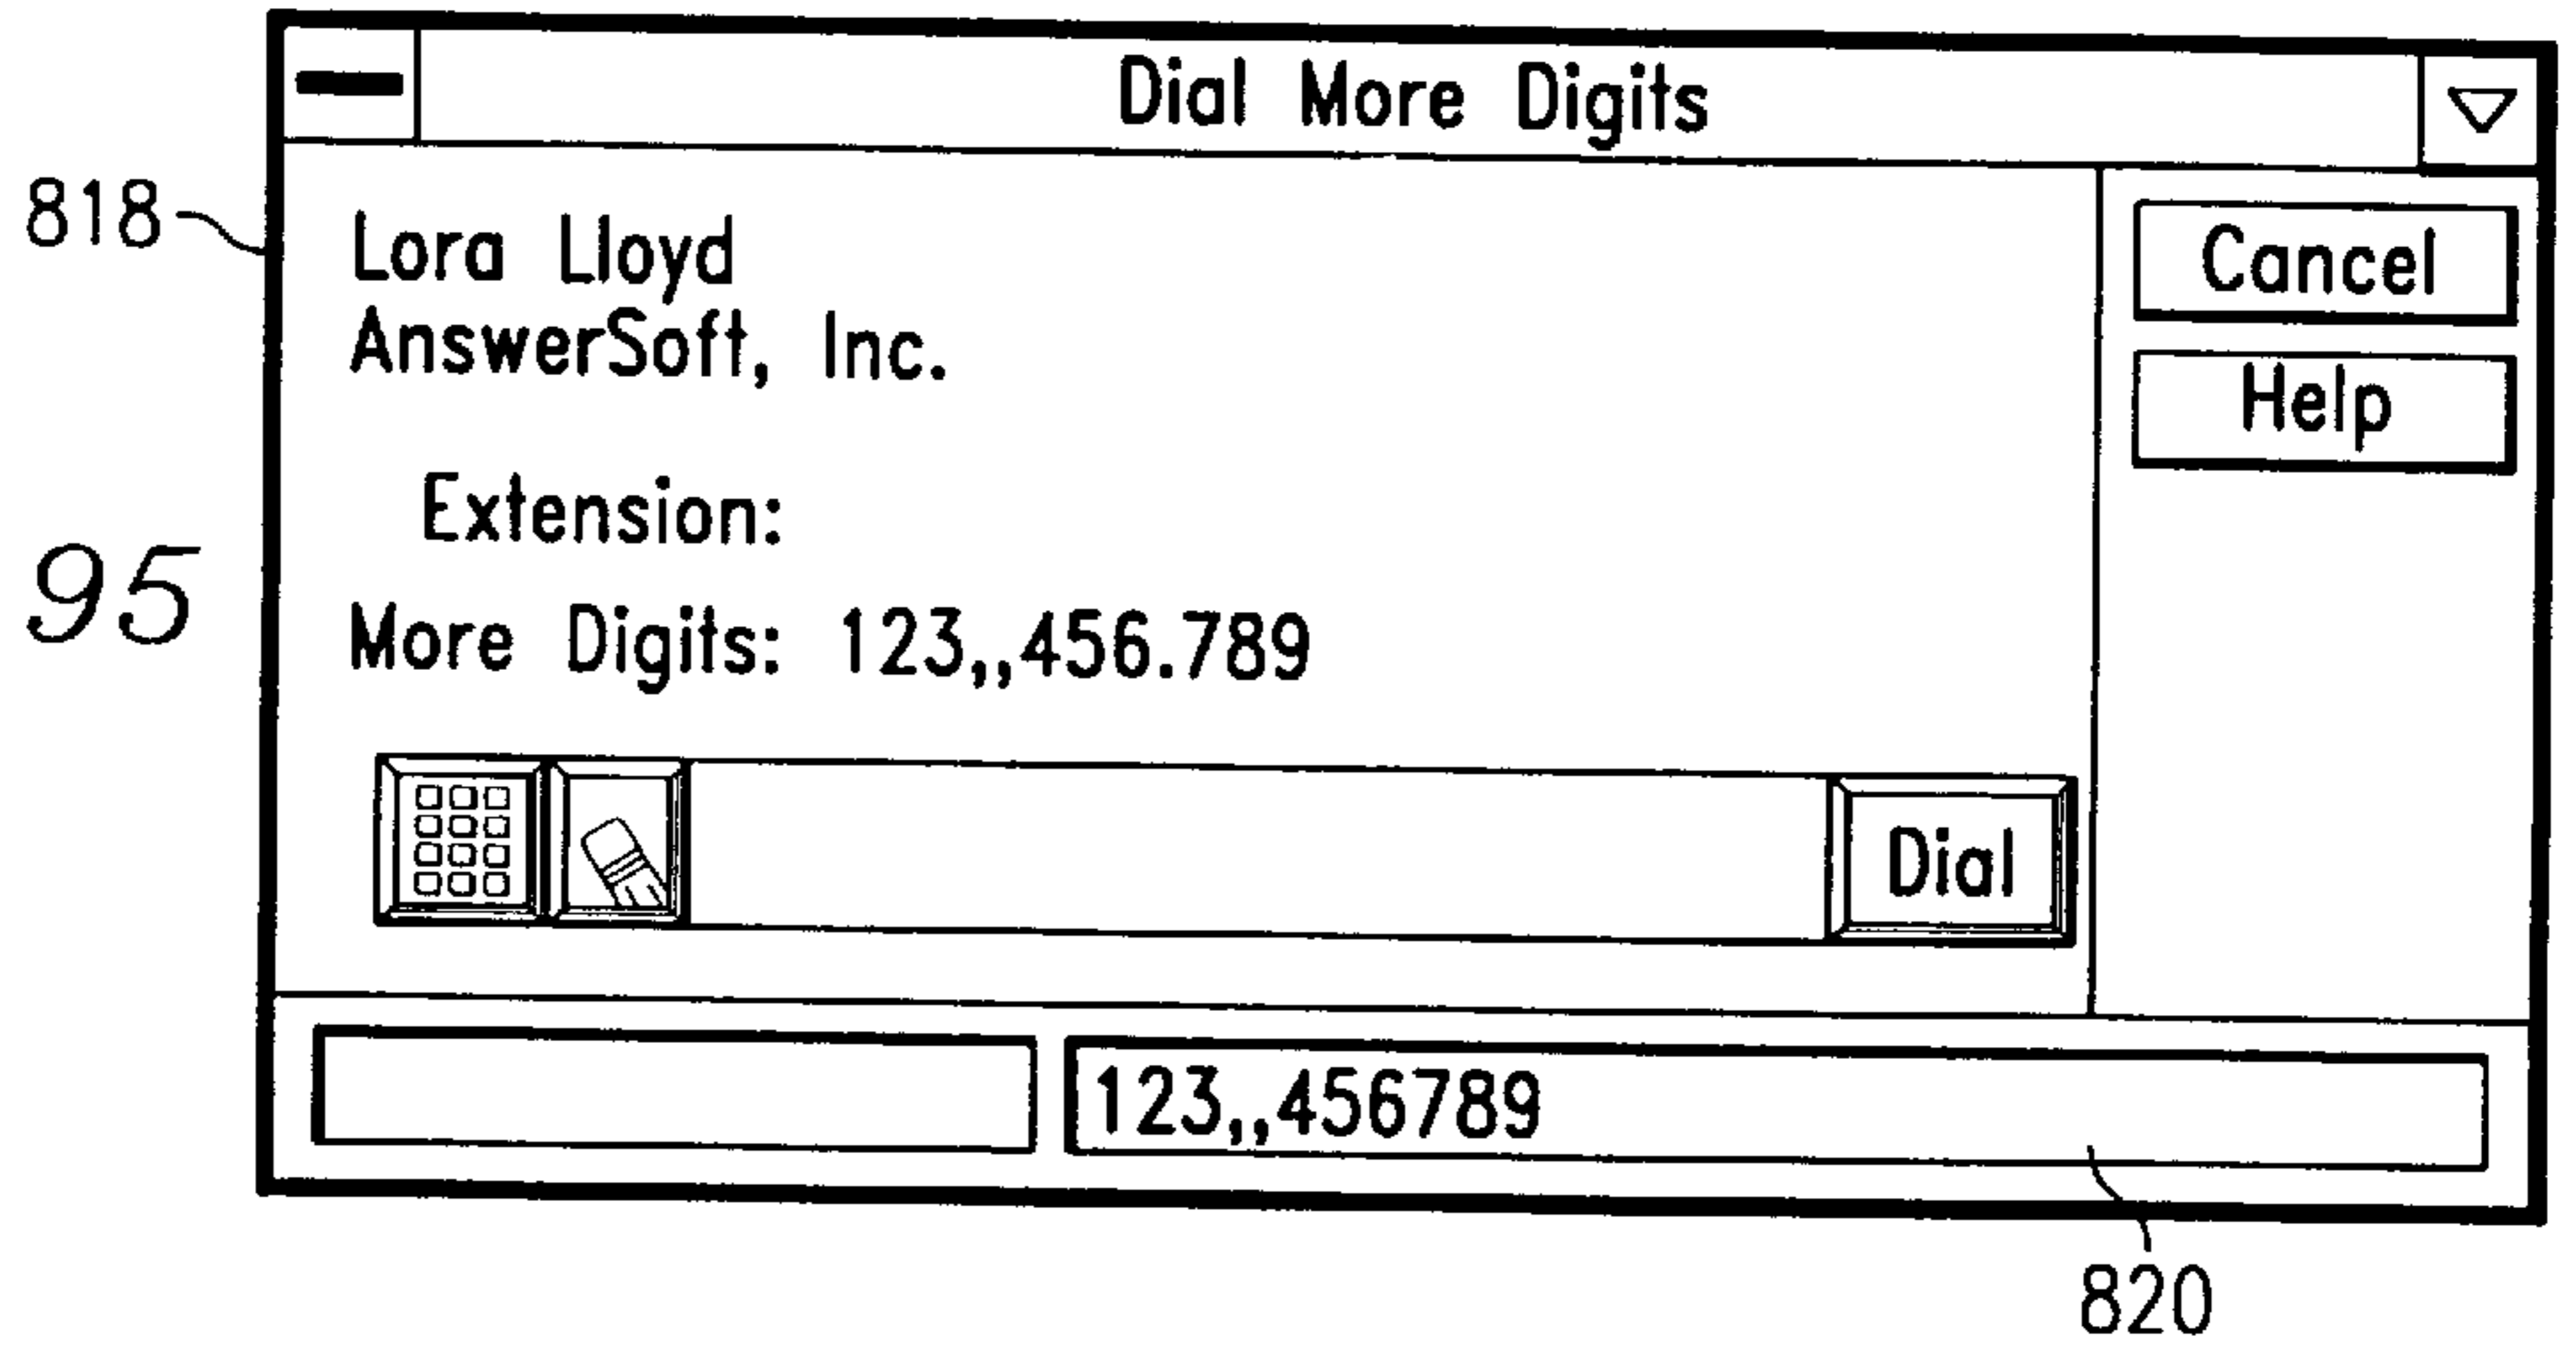 Dial More Digits
818
Lora Lloyd
Cancel
AnswerSoft, Inc.
Help
Extension:
95
More Digits: 123,,456.789
Dial
123,,456789
820